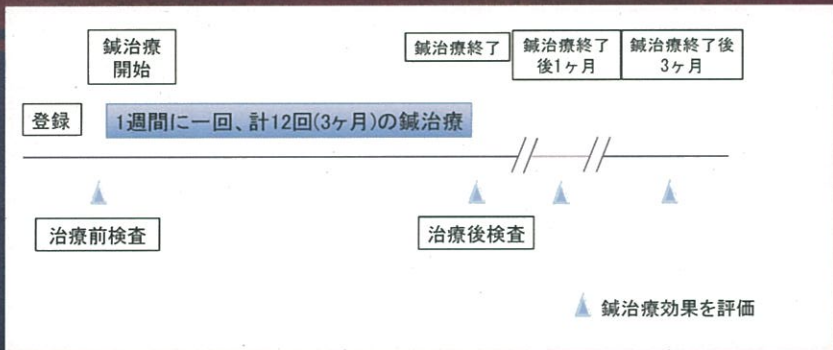 鍼治療
開始
鍼治療終了
鍼治療終了
後1ヶ月
鍼治療終了後
3ヶ月
登録
1週間に一回、計12回(3ヶ月)の鍼治療
治療前検査
治療後検査
鍼治療効果を評価